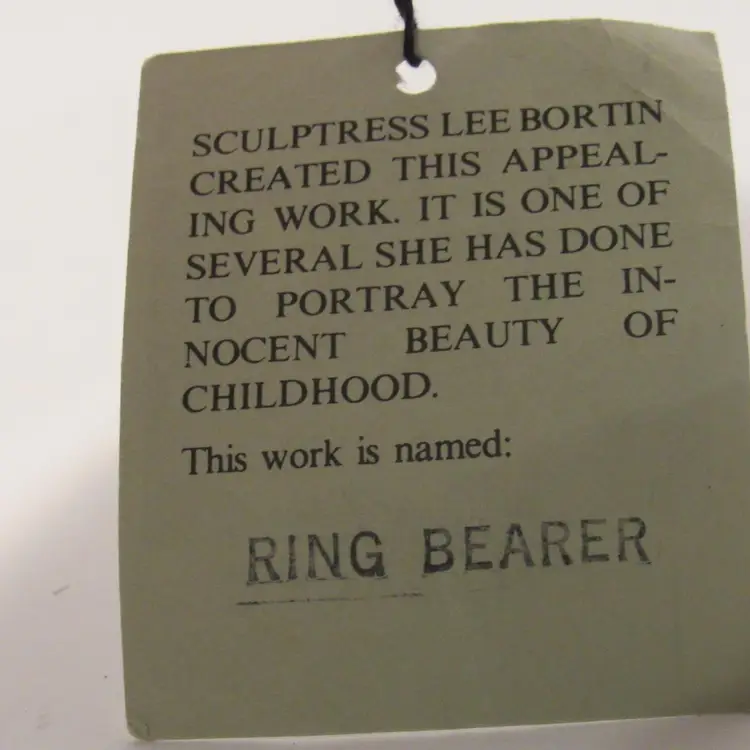 SCULPTRESS LEE BORTIN
CREATED THIS APPEAL-
ING WORK. IT IS ONE OF
SEVERAL SHE HAS DONE
TO PORTRAY THE IN-
NOCENT BEAUTY OF
CHILDHOOD.
This work is named:
RING BEARER